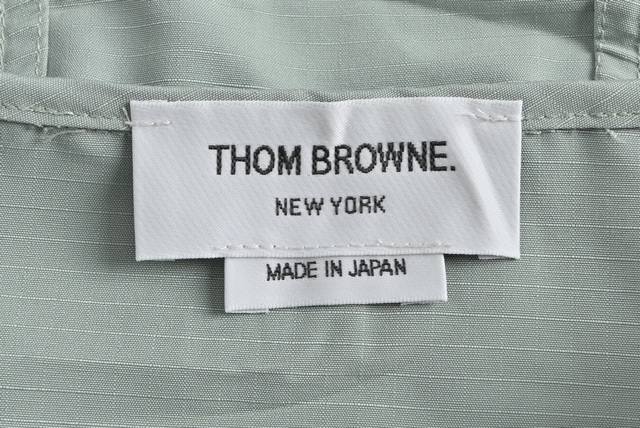 THOM BROWNE.
NEW YORK
MADE IN JAPAN